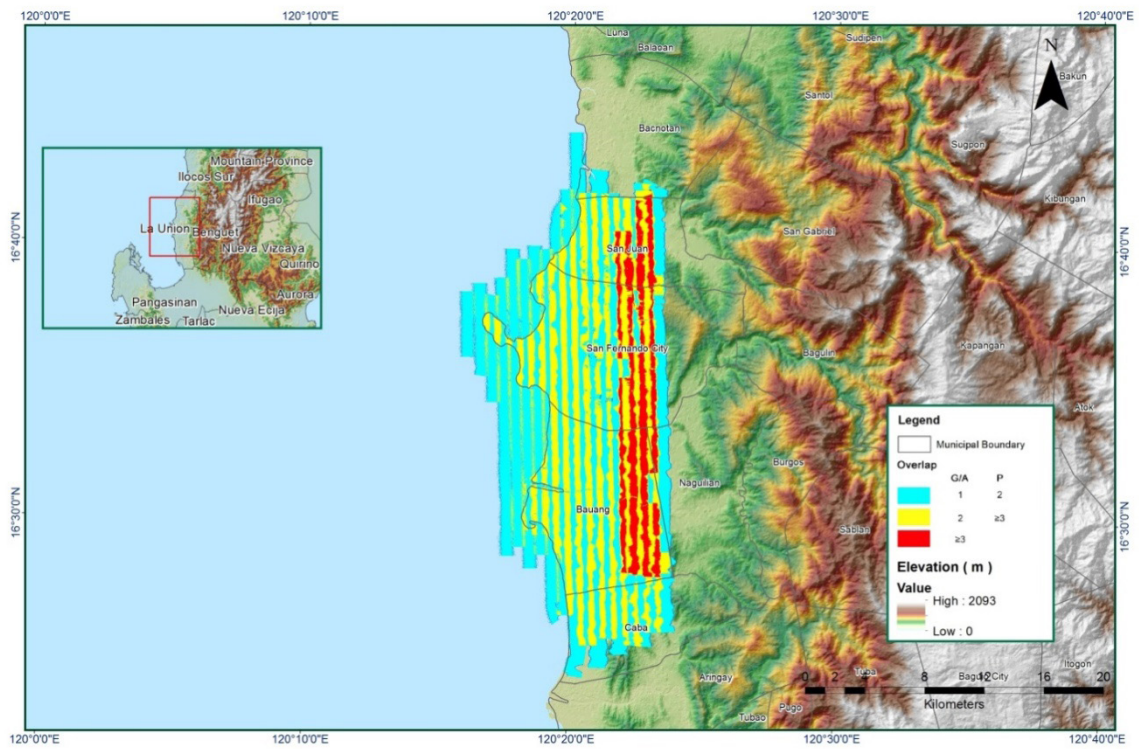 120°0'0"E
120°10'0"E
120°20'0"E
120°30'0"E
120°40'0"E
Luna
Balaoan
Sudipen
N
Bakun
Santol
Bacnotan
Sugpon
Mountain Province
Ilocos Sur
Ifugao
La Union
Benguet
Nueva Vizcaya
Quirino
Aurora
Pangasinan
Nueva Ecija
Zambales
Tarlac
Kibungan
16°40'0"N
San Juan
San Gabriel
16°40'0"N
San Fernando City
Bagulin
Kapangan
Atok
Legend
Municipal Boundary
Overlap
G/A P
1 2
2 ≥3
≥3
Elevation ( m )
Value
High : 2093
Low : 0
Burgos
Naguilian
16°30'0"N
Bauang
Sablan
16°30'0"N
Caba
Aringay
Tuba
Itogon
0 2 4 8 12 16 20
Kilometers
Tubao
Pugo
120°0'0"E
120°10'0"E
120°20'0"E
120°30'0"E
120°40'0"E